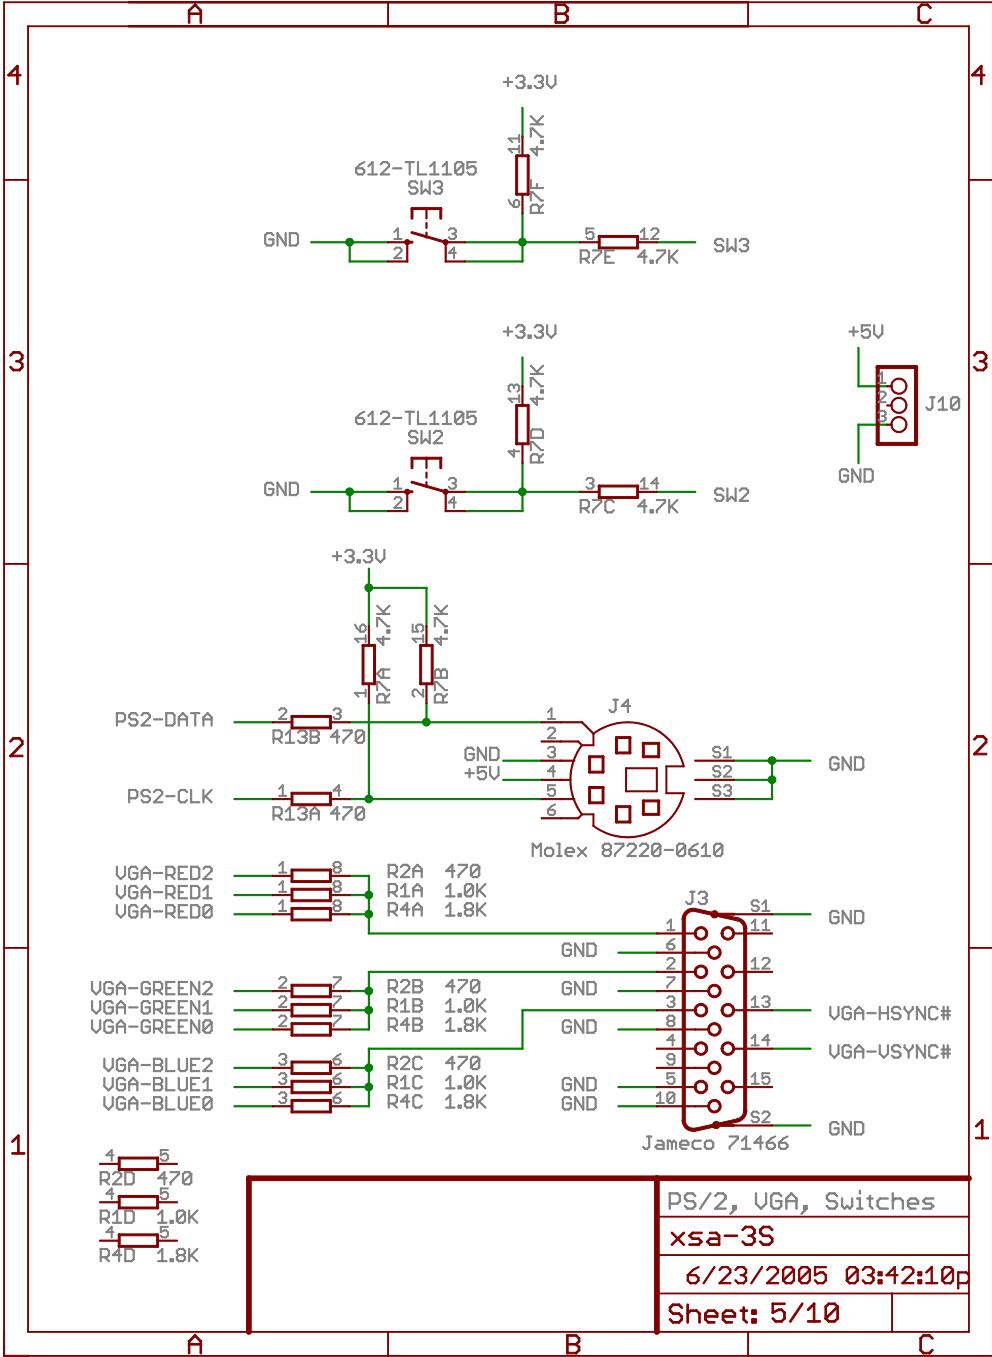 A B C
4 4
+3.3V
11 4.7K
612-TL1105
SW3
6 R7F
GND 1 3 5 12 SW3
2 4 R7E 4.7K
+3.3V +5V
3 3
13 4.7K
1
2 J10
3
612-TL1105
SW2
4 R7D
GND
GND 1 3 3 14 SW2
2 4 R7C 4.7K
+3.3V
16 4.7K 15 4.7K
1 R7A 2 R7B
J4
PS2-DATA 2 3 1
R13B 470 2
2 2
GND 3 S1 GND
+5V 4 S2
PS2-CLK 1 4 5 S3
R13A 470 6
Molex 87220-0610
VGA-RED2 1 8 R2A 470
VGA-RED1 1 8 R1A 1.0K
VGA-RED0 1 8 R4A 1.8K
J3
S1 GND
1 11
GND 6
2 12
VGA-GREEN2 2 7 R2B 470 GND 7
VGA-GREEN1 2 7 R1B 1.0K 3 13 VGA-HSYNC#
VGA-GREEN0 2 7 R4B 1.8K GND 8
4 14 VGA-VSYNC#
VGA-BLUE2 3 6 R2C 470 9
VGA-BLUE1 3 6 R1C 1.0K GND 5 15
VGA-BLUE0 3 6 R4C 1.8K GND 10
S2 GND
1 1
Jameco 71466
4 5
R2D 470
4 5
R1D 1.0K
4 5
R4D 1.8K
PS/2, VGA, Switches
xsa-3S
6/23/2005 03:42:10p
Sheet: 5/10
A B C